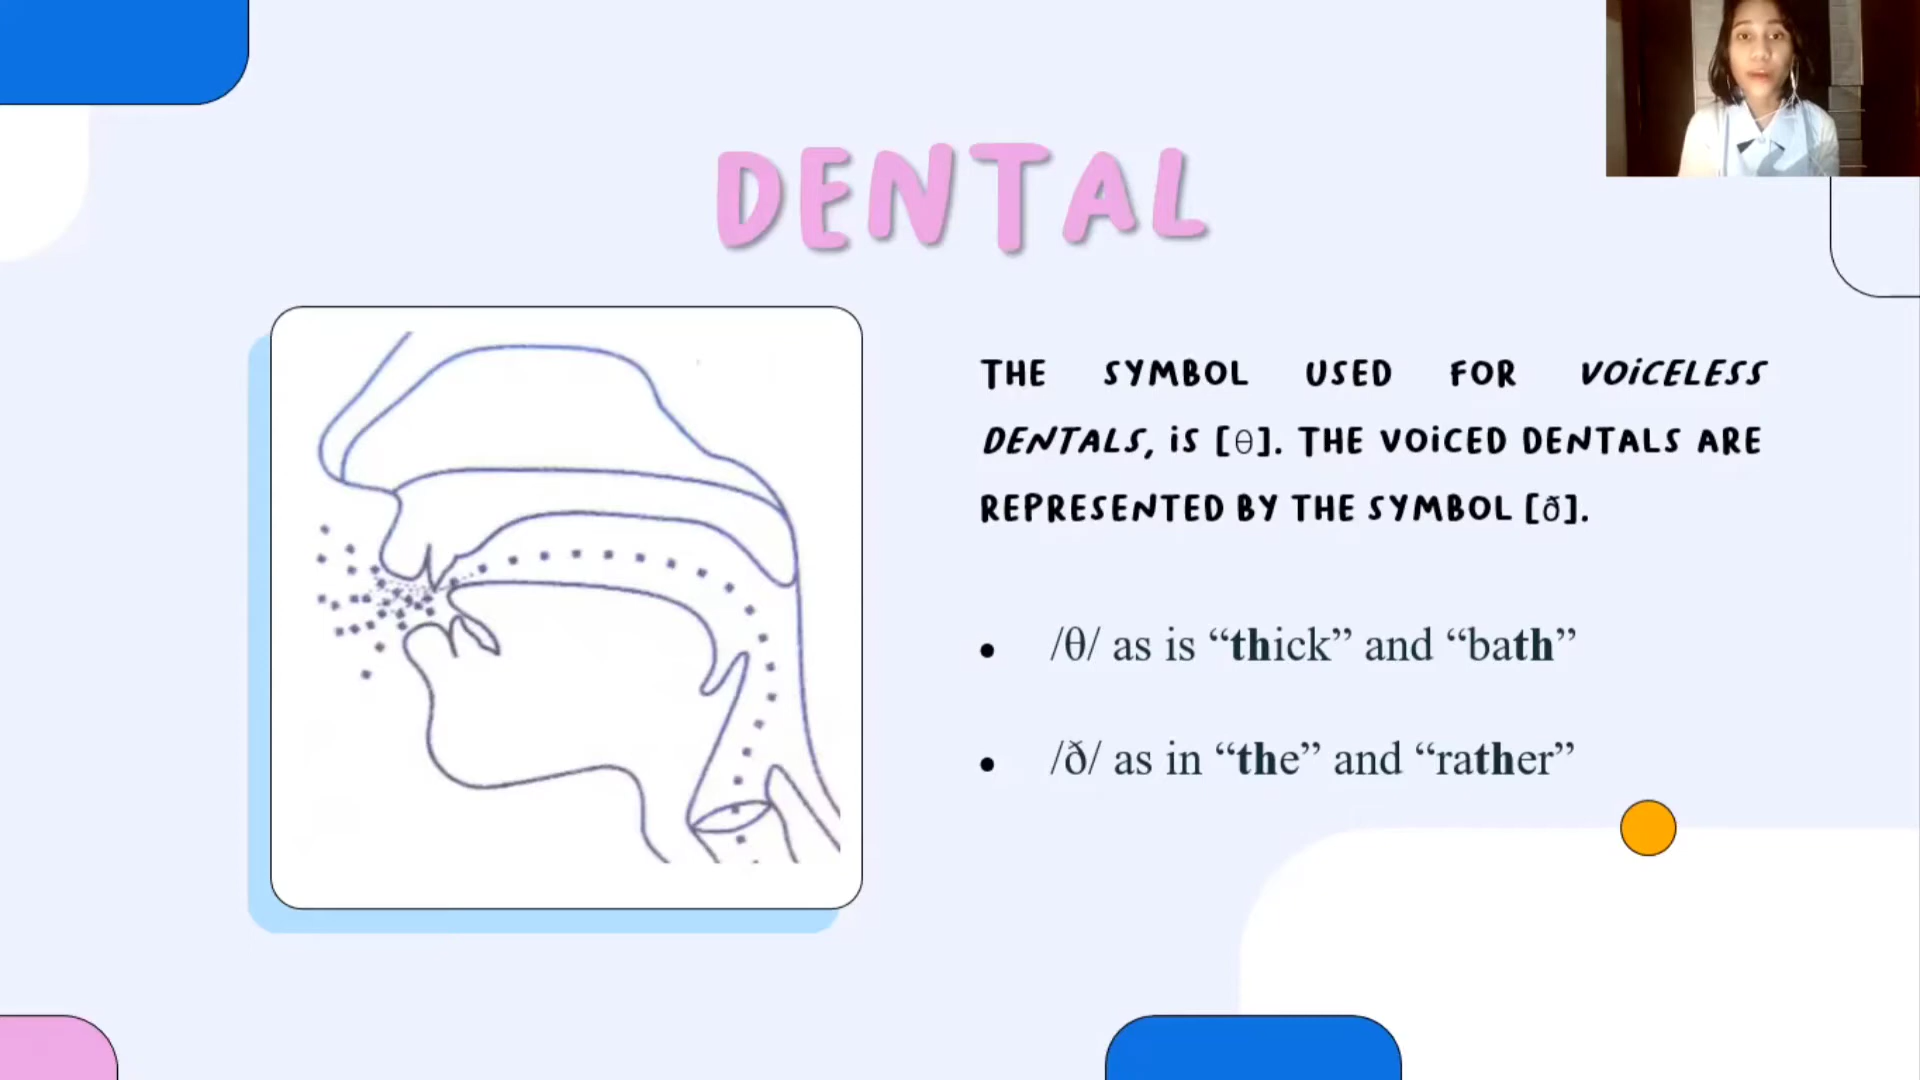 DENTAL
THE SYMBOL USED FOR VOICELESS
DENTALS, IS [θ]. THE VOICED DENTALS ARE
REPRESENTED BY THE SYMBOL [ð].
• /θ/ as is “thick” and “bath”
• /ð/ as in “the” and “rather”